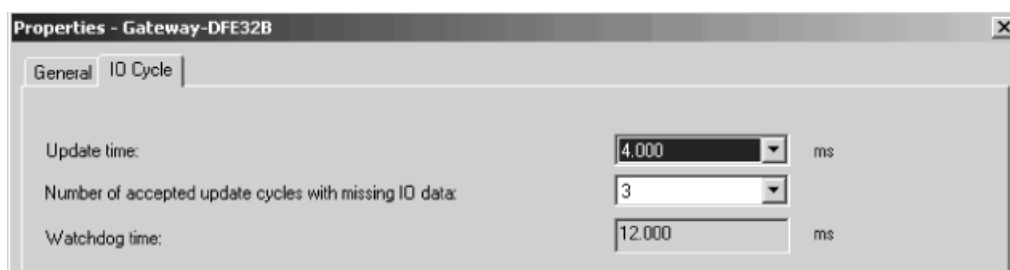 Properties - Gateway-DFE32B
General IO Cycle
Update time: 4.000 ms
Number of accepted update cycles with missing IO data: 3
Watchdog time: 12.000 ms